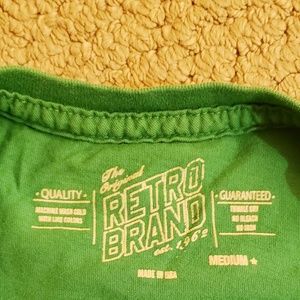 The
Original
RETRO
BRAND
est. 1962
· QUALITY ·
MACHINE WASH COLD
WITH LIKE COLORS
· GUARANTEED ·
TUMBLE DRY
NO BLEACH
NO IRON
MADE IN USA
MEDIUM ★